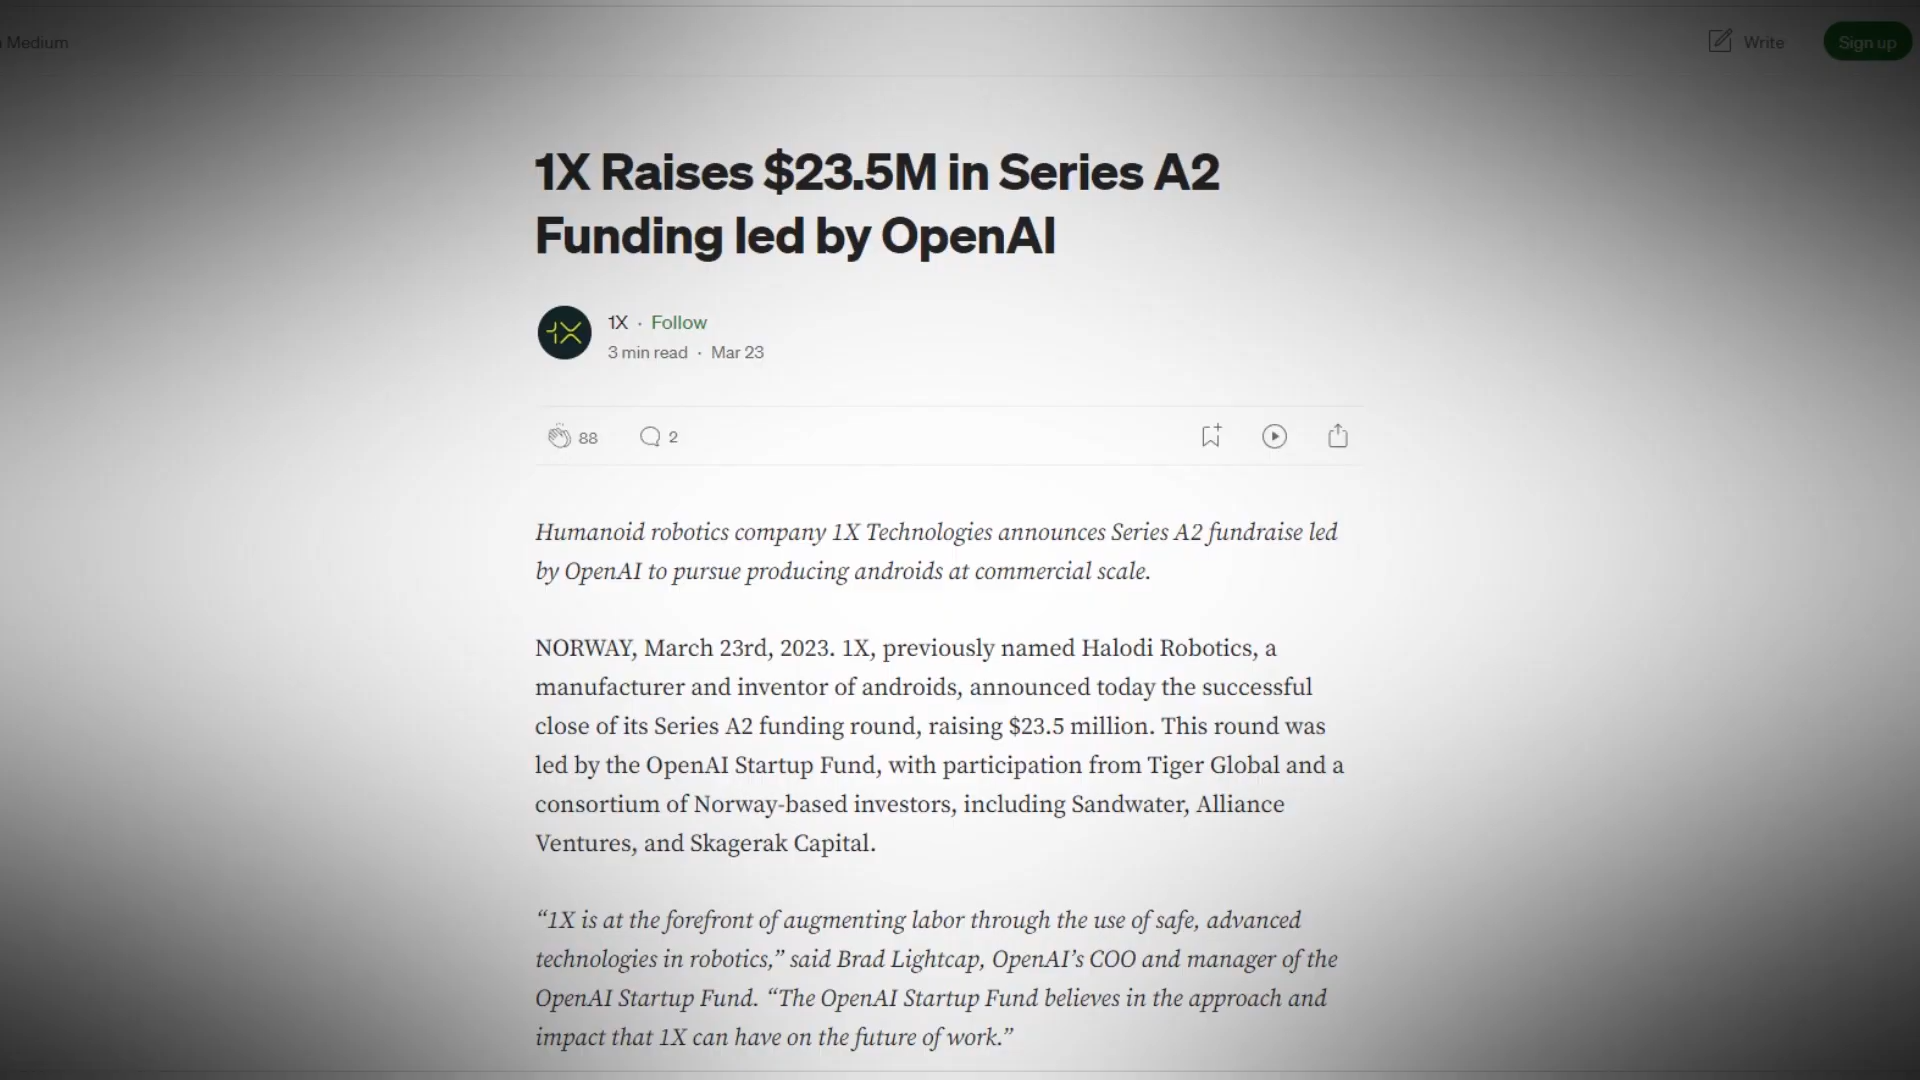 Medium
Write
Sign up
1X Raises $23.5M in Series A2
Funding led by OpenAI
1X · Follow
3 min read · Mar 23
88
2
Humanoid robotics company 1X Technologies announces Series A2 fundraise led
by OpenAI to pursue producing androids at commercial scale.
NORWAY, March 23rd, 2023. 1X, previously named Halodi Robotics, a
manufacturer and inventor of androids, announced today the successful
close of its Series A2 funding round, raising $23.5 million. This round was
led by the OpenAI Startup Fund, with participation from Tiger Global and a
consortium of Norway-based investors, including Sandwater, Alliance
Ventures, and Skagerak Capital.
“1X is at the forefront of augmenting labor through the use of safe, advanced
technologies in robotics,” said Brad Lightcap, OpenAI’s COO and manager of the
OpenAI Startup Fund. “The OpenAI Startup Fund believes in the approach and
impact that 1X can have on the future of work.”